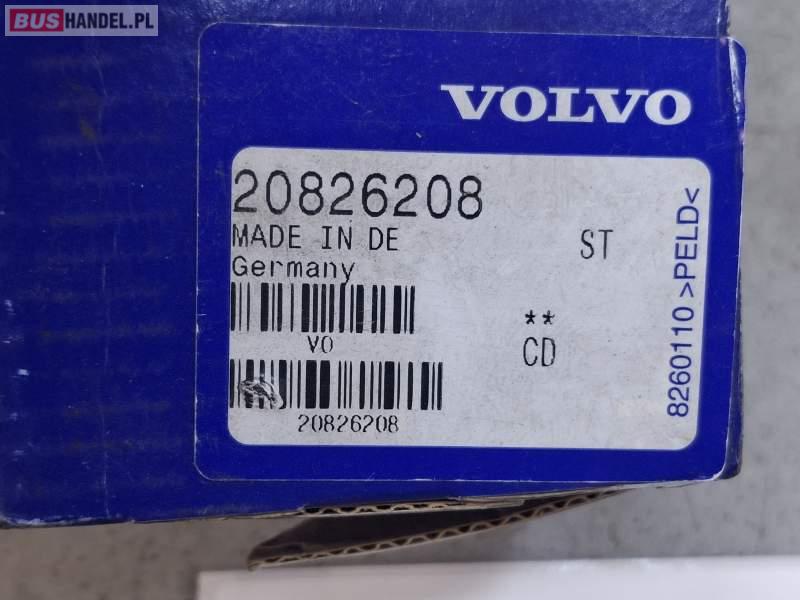 BUSHANDEL.PL
VOLVO
20826208
MADE IN DE
ST
Germany
VO
**
CD
20826208
8260110 >PELD<